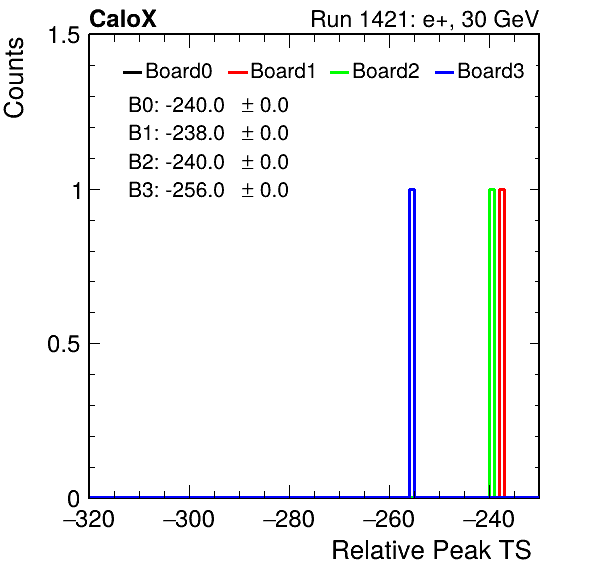 CaloX Run 1421: e+, 30 GeV
Counts
1.5
Board0 Board1 Board2 Board3
B0: -240.0 ± 0.0
B1: -238.0 ± 0.0
B2: -240.0 ± 0.0
B3: -256.0 ± 0.0
1
0.5
0
−320 −300 −280 −260 −240
Relative Peak TS